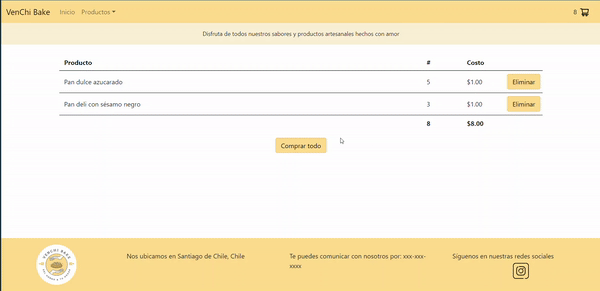 VenChi Bake Inicio Productos 8
Disfruta de todos nuestros sabores y productos artesanales hechos con amor
Producto # Costo
Pan dulce azucarado 5 $1.00 Eliminar
Pan deli con sésamo negro 3 $1.00 Eliminar
8 $8.00
Comprar todo
VENCHI BAKE
Nos ubicamos en Santiago de Chile, Chile
Te puedes comunicar con nosotros por: xxx-xxx-
xxxx
Síguenos en nuestras redes sociales